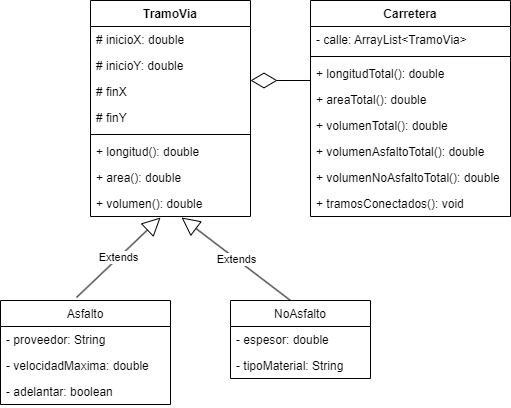 TramoVia
# inicioX: double
# inicioY: double
# finX
# finY
+ longitud(): double
+ area(): double
+ volumen(): double
Carretera
- calle: ArrayList<TramoVia>
+ longitudTotal(): double
+ areaTotal(): double
+ volumenTotal(): double
+ volumenAsfaltoTotal(): double
+ volumenNoAsfaltoTotal(): double
+ tramosConectados(): void
Extends
Extends
Asfalto
- proveedor: String
- velocidadMaxima: double
- adelantar: boolean
NoAsfalto
- espesor: double
- tipoMaterial: String